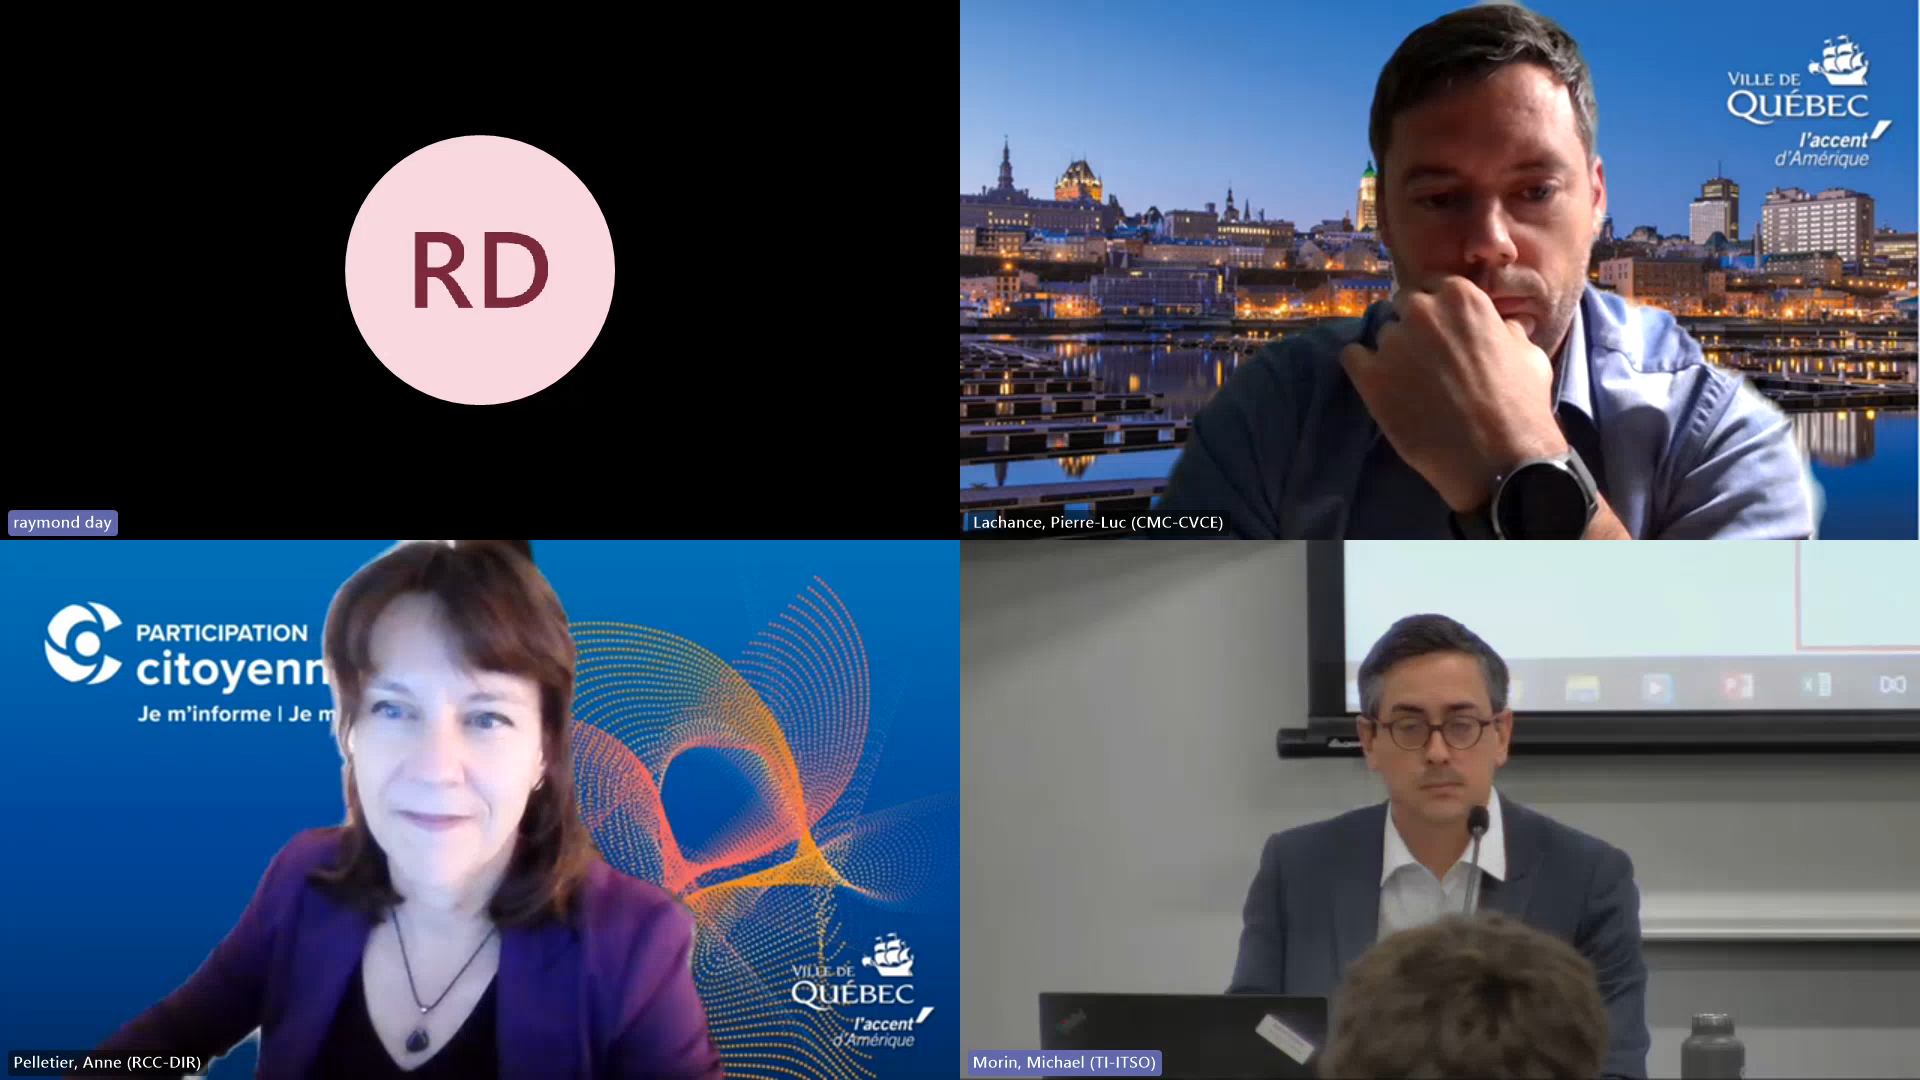 RD
raymond day
VILLE DE
QUÉBEC
l'accent
d'Amérique
Lachance, Pierre-Luc (CMC-CVCE)
PARTICIPATION
citoyenn
Je m'informe | Je m
VILLE DE
QUÉBEC
l'accent
d'Amérique
Pelletier, Anne (RCC-DIR)
Morin, Michael (TI-ITSO)